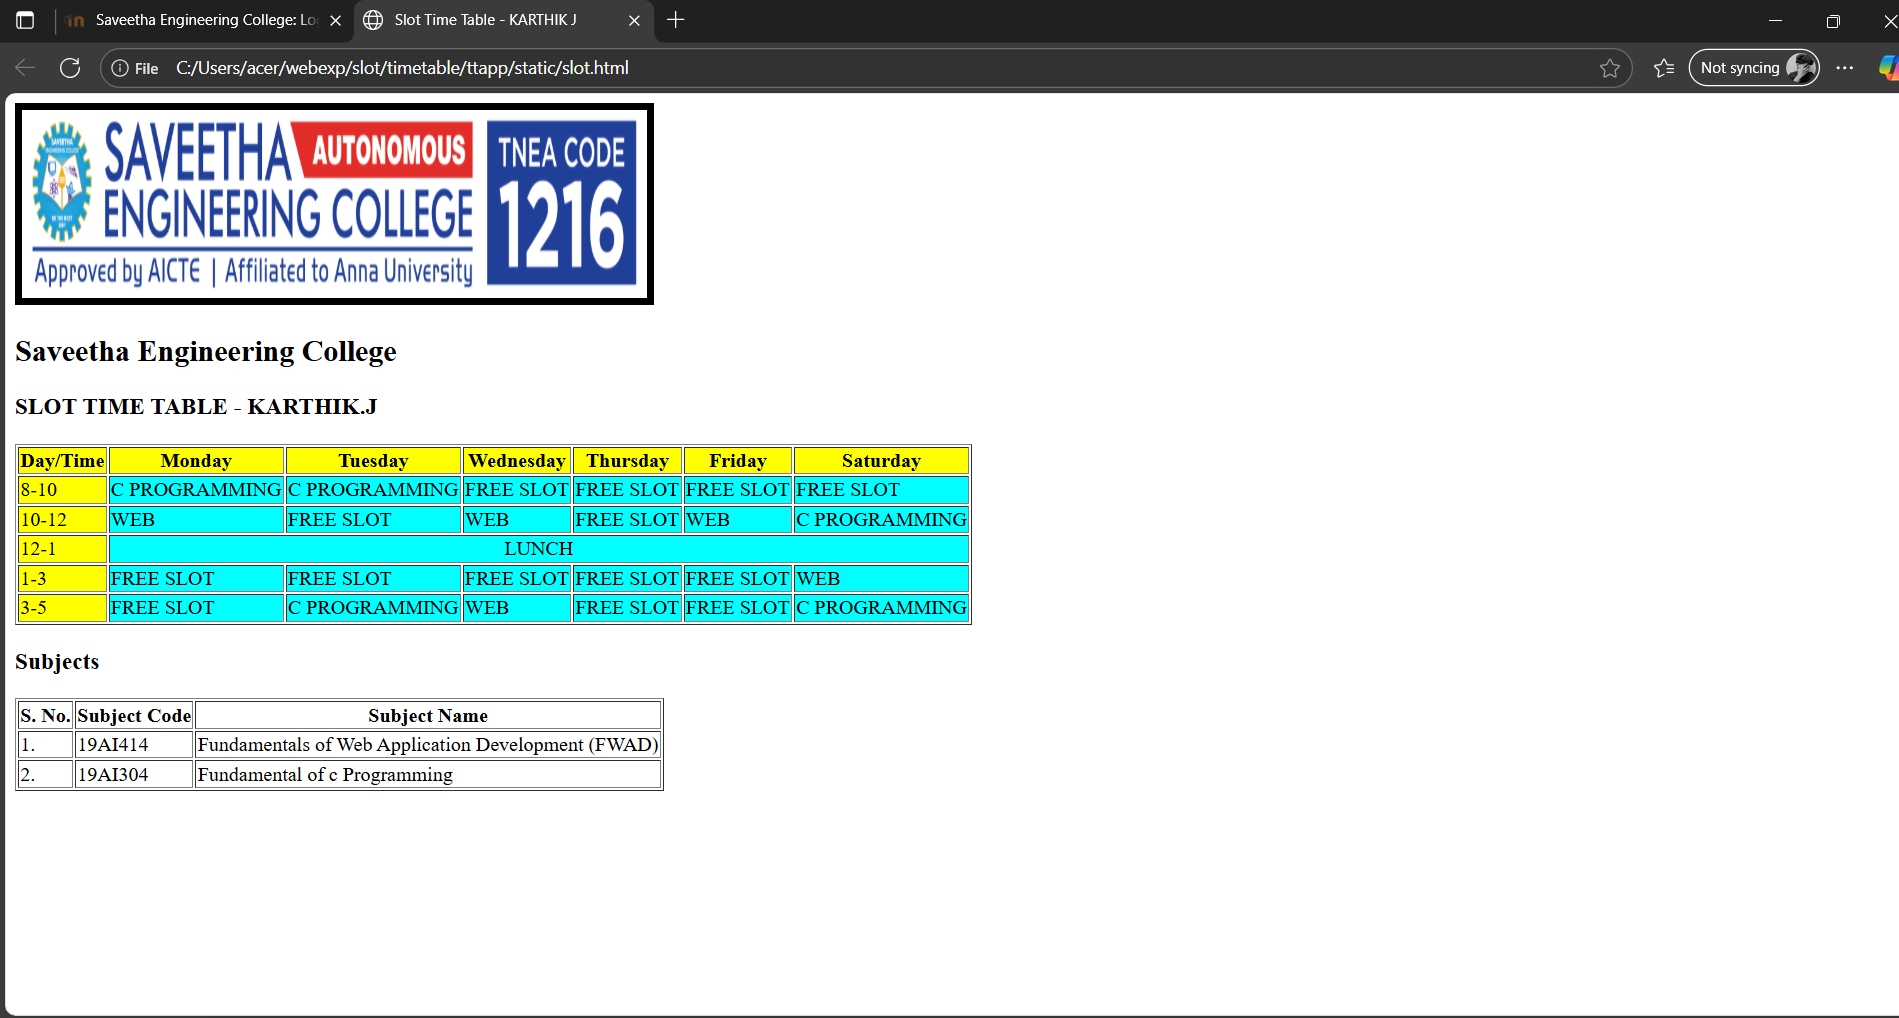 Saveetha Engineering College: Lo
Slot Time Table - KARTHIK J
File C:/Users/acer/webexp/slot/timetable/ttapp/static/slot.html
Not syncing
SAVEETHA AUTONOMOUS
ENGINEERING COLLEGE
Approved by AICTE | Affiliated to Anna University
TNEA CODE
1216
Saveetha Engineering College
SLOT TIME TABLE - KARTHIK.J
Day/Time Monday Tuesday Wednesday Thursday Friday Saturday
8-10 C PROGRAMMING C PROGRAMMING FREE SLOT FREE SLOT FREE SLOT FREE SLOT
10-12 WEB FREE SLOT WEB FREE SLOT WEB C PROGRAMMING
12-1 LUNCH
1-3 FREE SLOT FREE SLOT FREE SLOT FREE SLOT FREE SLOT WEB
3-5 FREE SLOT C PROGRAMMING WEB FREE SLOT FREE SLOT C PROGRAMMING
Subjects
S. No. Subject Code Subject Name
1. 19AI414 Fundamentals of Web Application Development (FWAD)
2. 19AI304 Fundamental of c Programming